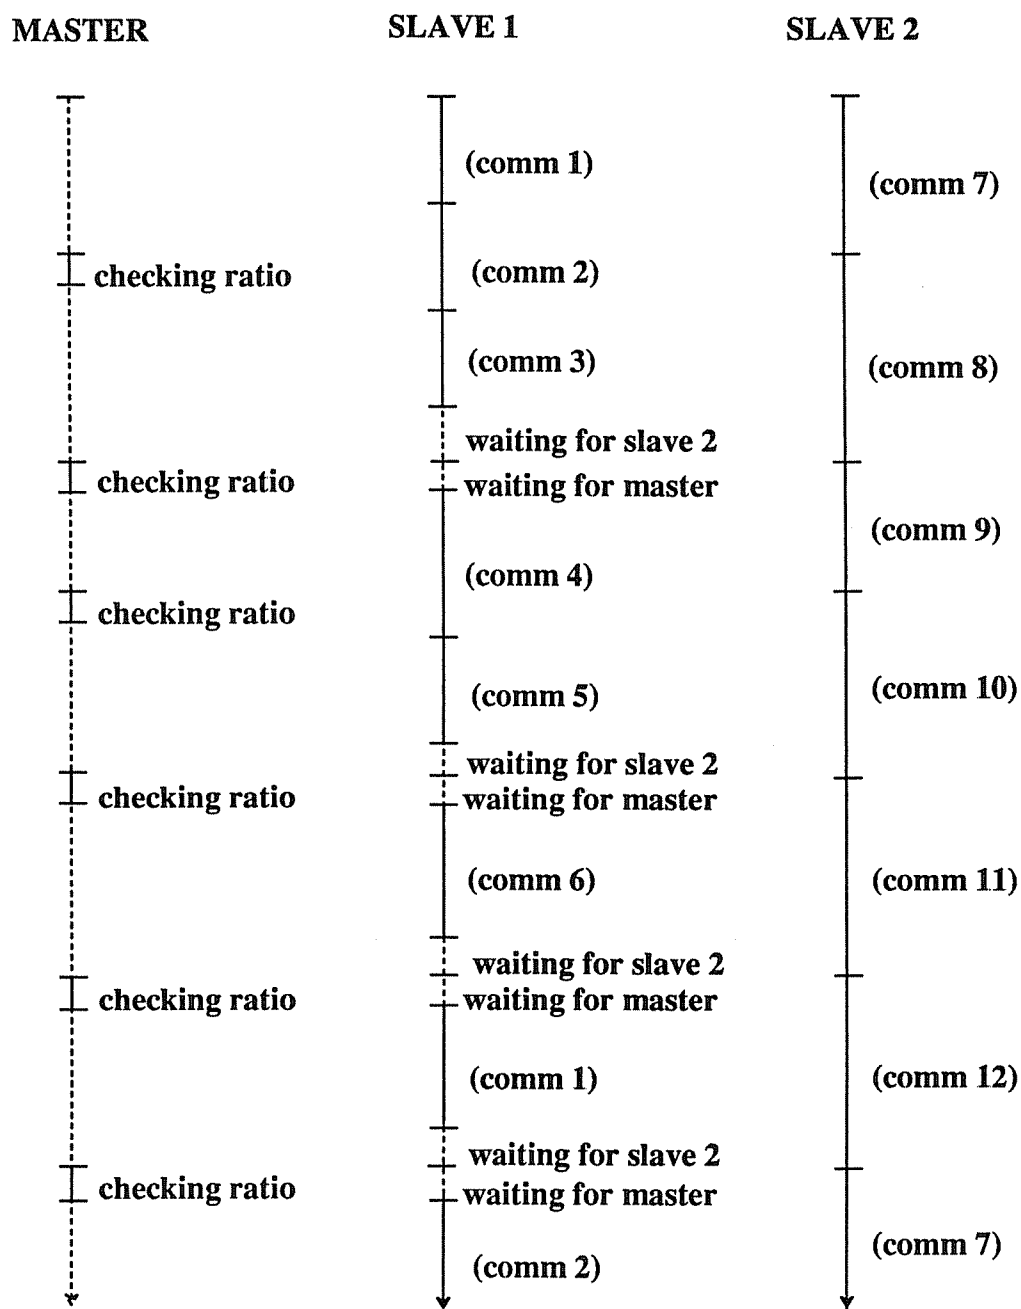 MASTER
SLAVE 1
SLAVE 2
(comm 1)
(comm 7)
checking ratio
(comm 2)
(comm 3)
(comm 8)
waiting for slave 2
checking ratio
waiting for master
(comm 9)
(comm 4)
checking ratio
(comm 5)
(comm 10)
waiting for slave 2
checking ratio
waiting for master
(comm 6)
(comm 11)
waiting for slave 2
checking ratio
waiting for master
(comm 1)
(comm 12)
waiting for slave 2
checking ratio
waiting for master
(comm 2)
(comm 7)